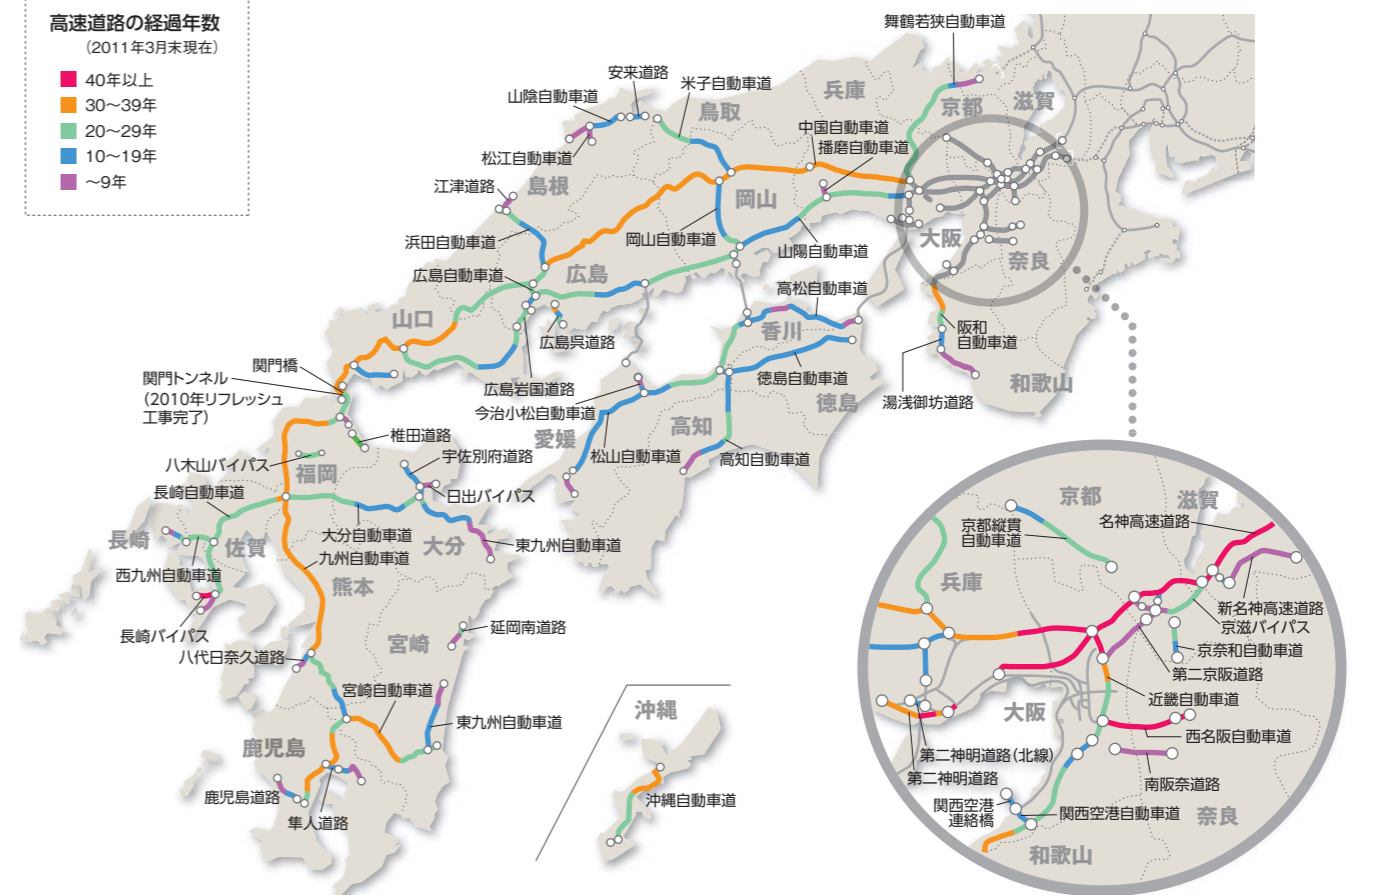 高速道路の経過年数
（2011年3月末現在）
40年以上
30〜39年
20〜29年
10〜19年
〜9年
舞鶴若狭自動車道
安来道路
米子自動車道
山陰自動車道
鳥取
兵庫
京都
滋賀
中国自動車道
播磨自動車道
松江自動車道
江津道路
島根
岡山
浜田自動車道
岡山自動車道
山陽自動車道
大阪
奈良
広島自動車道
広島
高松自動車道
山口
香川
広島呉道路
阪和
自動車道
関門橋
関門トンネル
（2010年リフレッシュ
工事完了）
広島岩国道路
徳島自動車道
和歌山
今治小松自動車道
徳島
湯浅御坊道路
椎田道路
愛媛
高知
八木山バイパス
福岡
宇佐別府道路
松山自動車道
高知自動車道
長崎自動車道
日出バイパス
長崎
佐賀
大分自動車道
大分
東九州自動車道
九州自動車道
西九州自動車道
熊本
長崎バイパス
宮崎
延岡南道路
八代日奈久道路
宮崎自動車道
東九州自動車道
鹿児島
鹿児島道路
隼人道路
沖縄
沖縄自動車道
京都
滋賀
京都縦貫
自動車道
名神高速道路
兵庫
新名神高速道路
京滋バイパス
京奈和自動車道
第二京阪道路
近畿自動車道
大阪
西名阪自動車道
第二神明道路（北線）
第二神明道路
南阪奈道路
関西空港
連絡橋
関西空港自動車道
奈良
和歌山